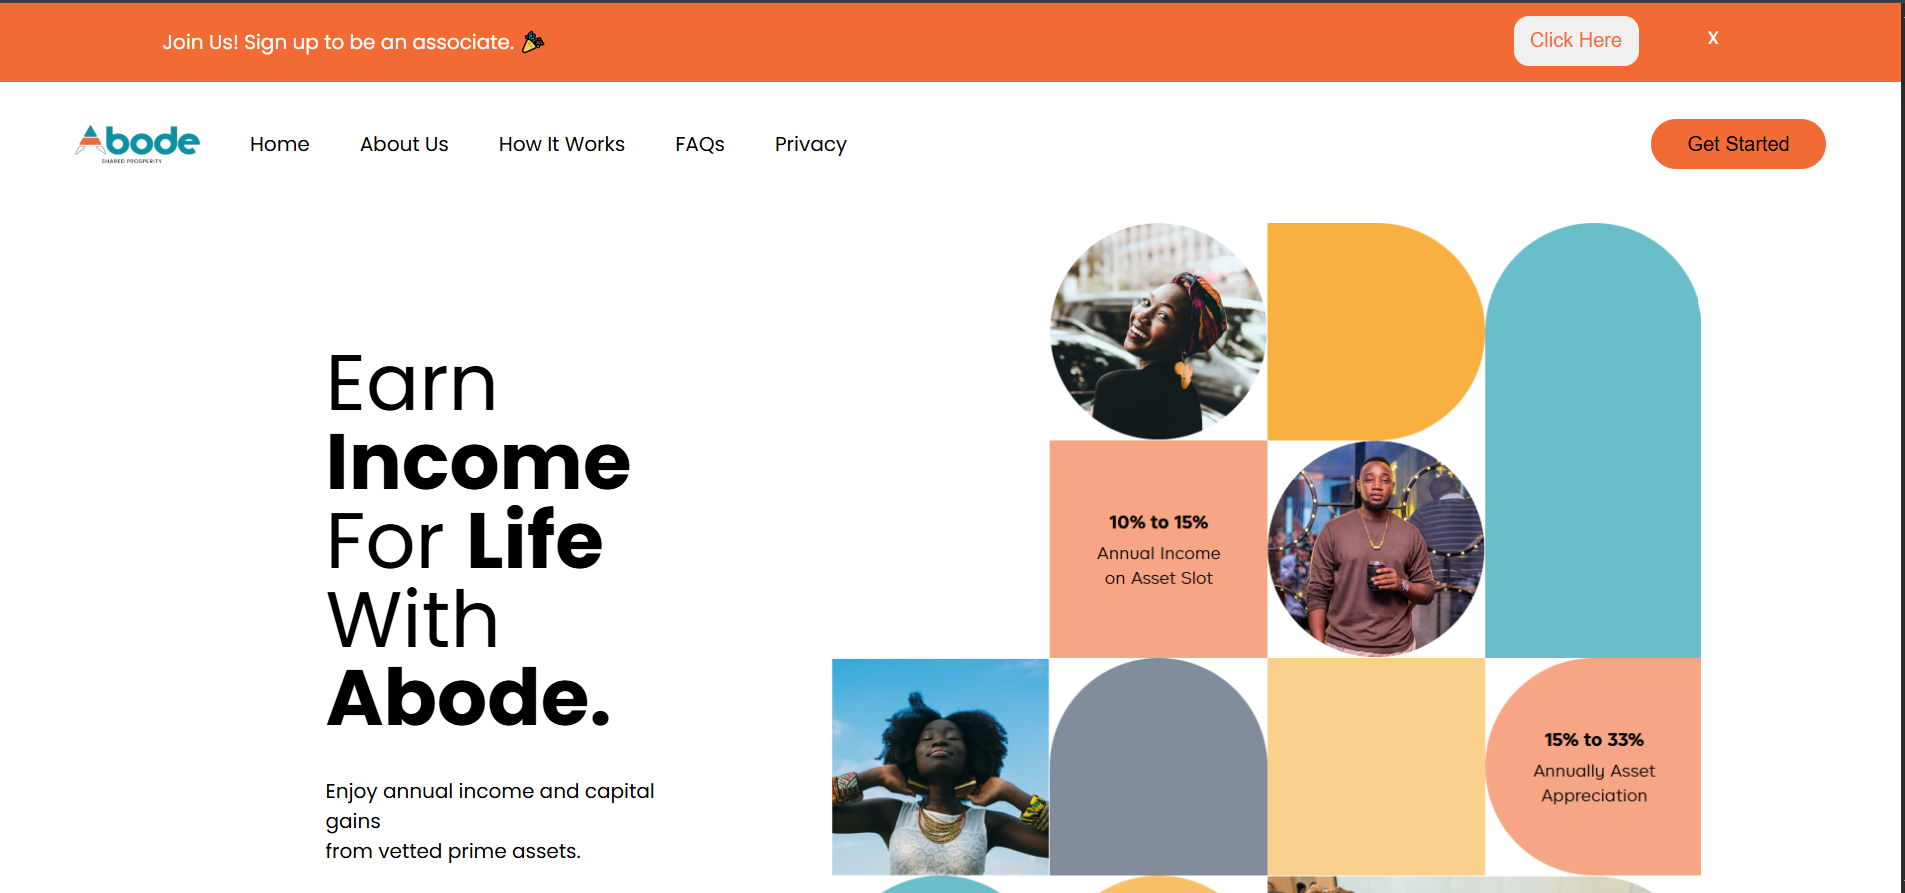 Join Us! Sign up to be an associate. 🎉
Click Here
X
Abode
SHARED PROSPERITY
Home
About Us
How It Works
FAQs
Privacy
Get Started
Earn
Income
For Life
With
Abode.
Enjoy annual income and capital
gains
from vetted prime assets.
10% to 15%
Annual Income
on Asset Slot
15% to 33%
Annually Asset
Appreciation